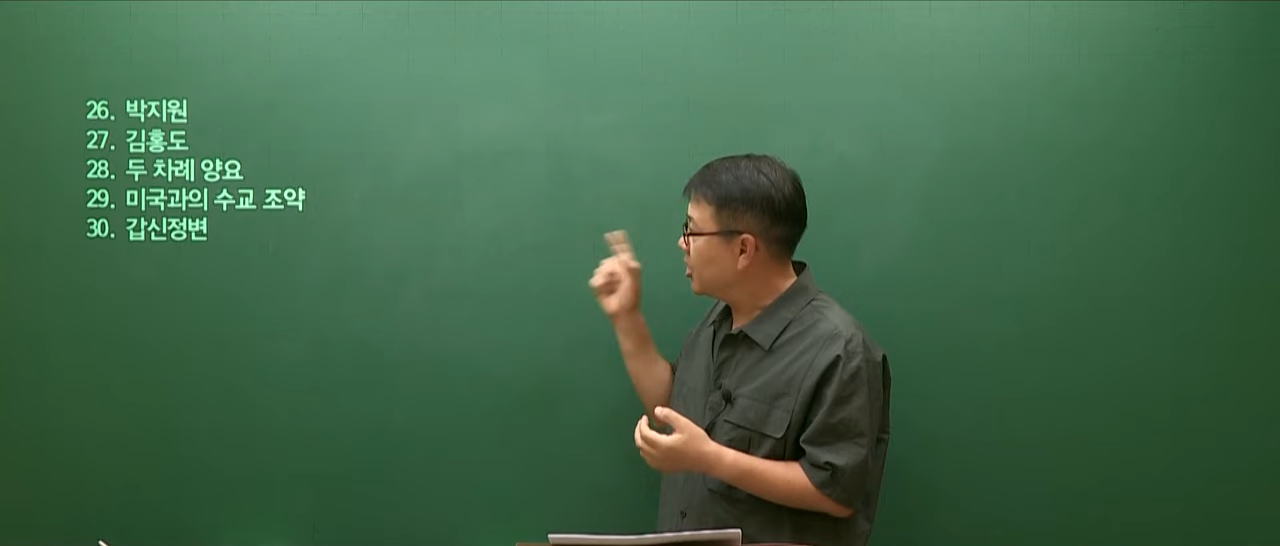 26. 박지원
27. 김홍도
28. 두 차례 양요
29. 미국과의 수교 조약
30. 갑신정변